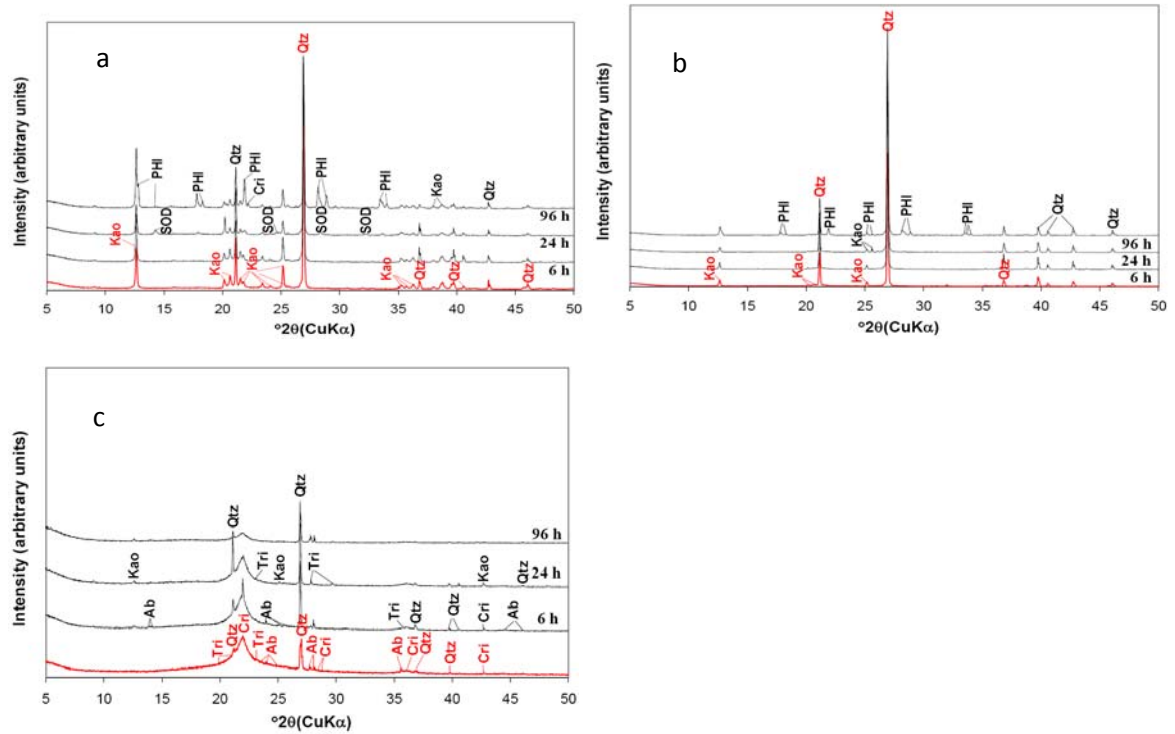 a
Intensity (arbitrary units)
Qtz
PHI
PHI
Qtz
PHI
Cri
PHI
PHI
Kao
Qtz
96 h
SOD
SOD
SOD
SOD
24 h
Kao
Kao
Kao
Kao
Qtz
Qtz
Qtz
6 h
5 10 15 20 25 30 35 40 45 50
°2θ(CuKα)
b
Intensity (arbitrary units)
Qtz
PHI
Qtz
PHI
PHI
PHI
PHI
Qtz
Qtz
96 h
Kao
24 h
Kao
Kao
Kao
Qtz
6 h
5 10 15 20 25 30 35 40 45 50
°2θ(CuKα)
c
Intensity (arbitrary units)
Qtz
Qtz
96 h
Kao
Tri
Kao
Tri
Kao
Qtz
24 h
Ab
Ab
Tri
Qtz
Qtz
Cri
Ab
6 h
Tri
Qtz
Cri
Tri
Ab
Qtz
Ab
Cri
Ab
Cri
Qtz
Qtz
Cri
5 10 15 20 25 30 35 40 45 50
°2θ(CuKα)